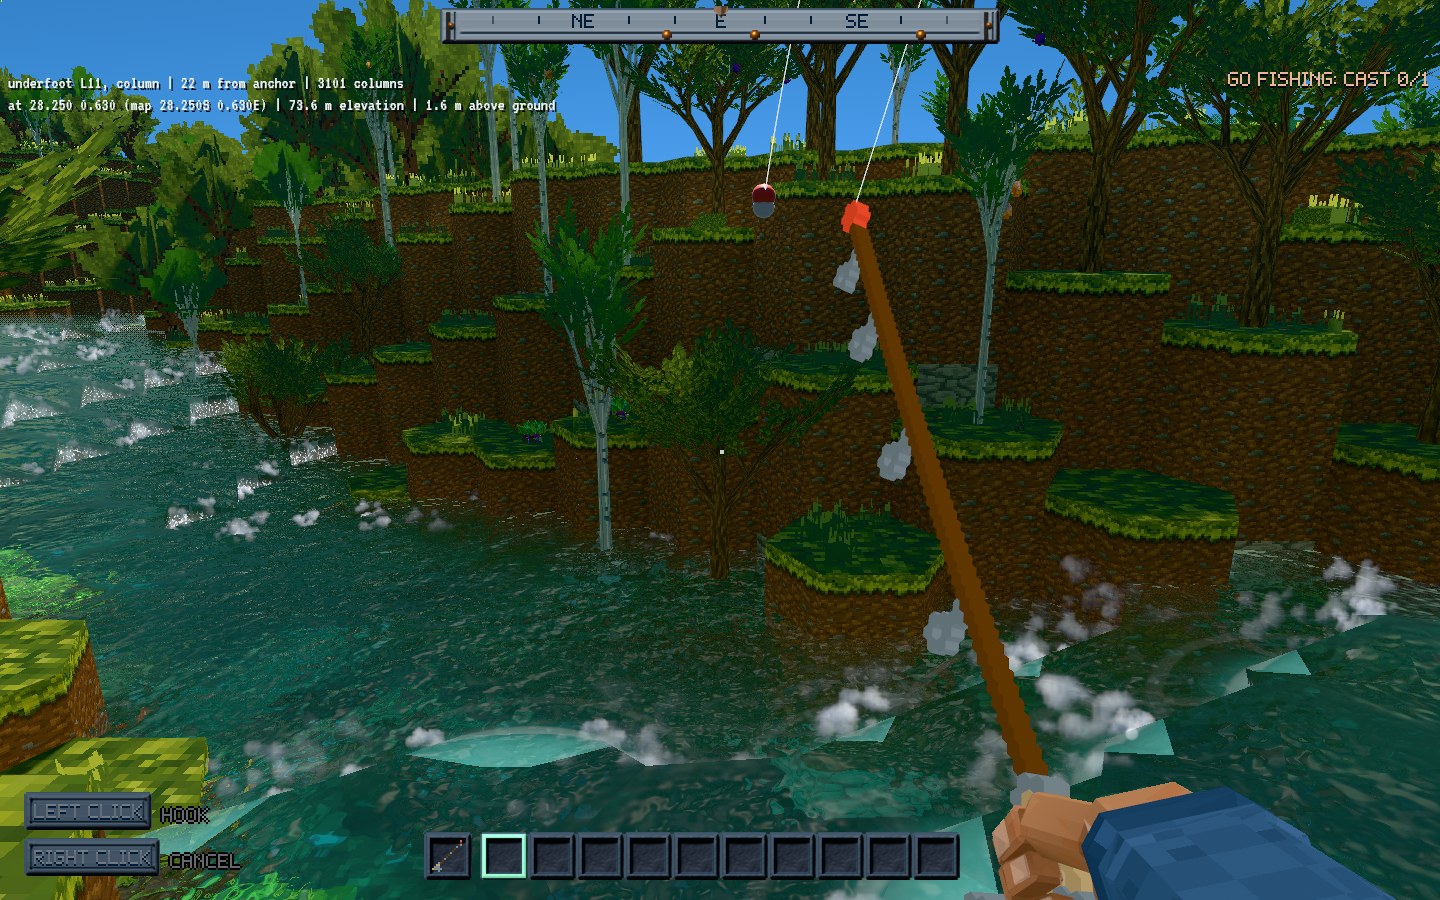 NE E SE
underfoot L11, column | 22 m from anchor | 3101 columns
at 28.250 0.630 (map 28.250S 0.630E) | 73.6 m elevation | 1.6 m above ground
GO FISHING: CAST 0/1
LEFT CLICK HOOK
RIGHT CLICK CANCEL